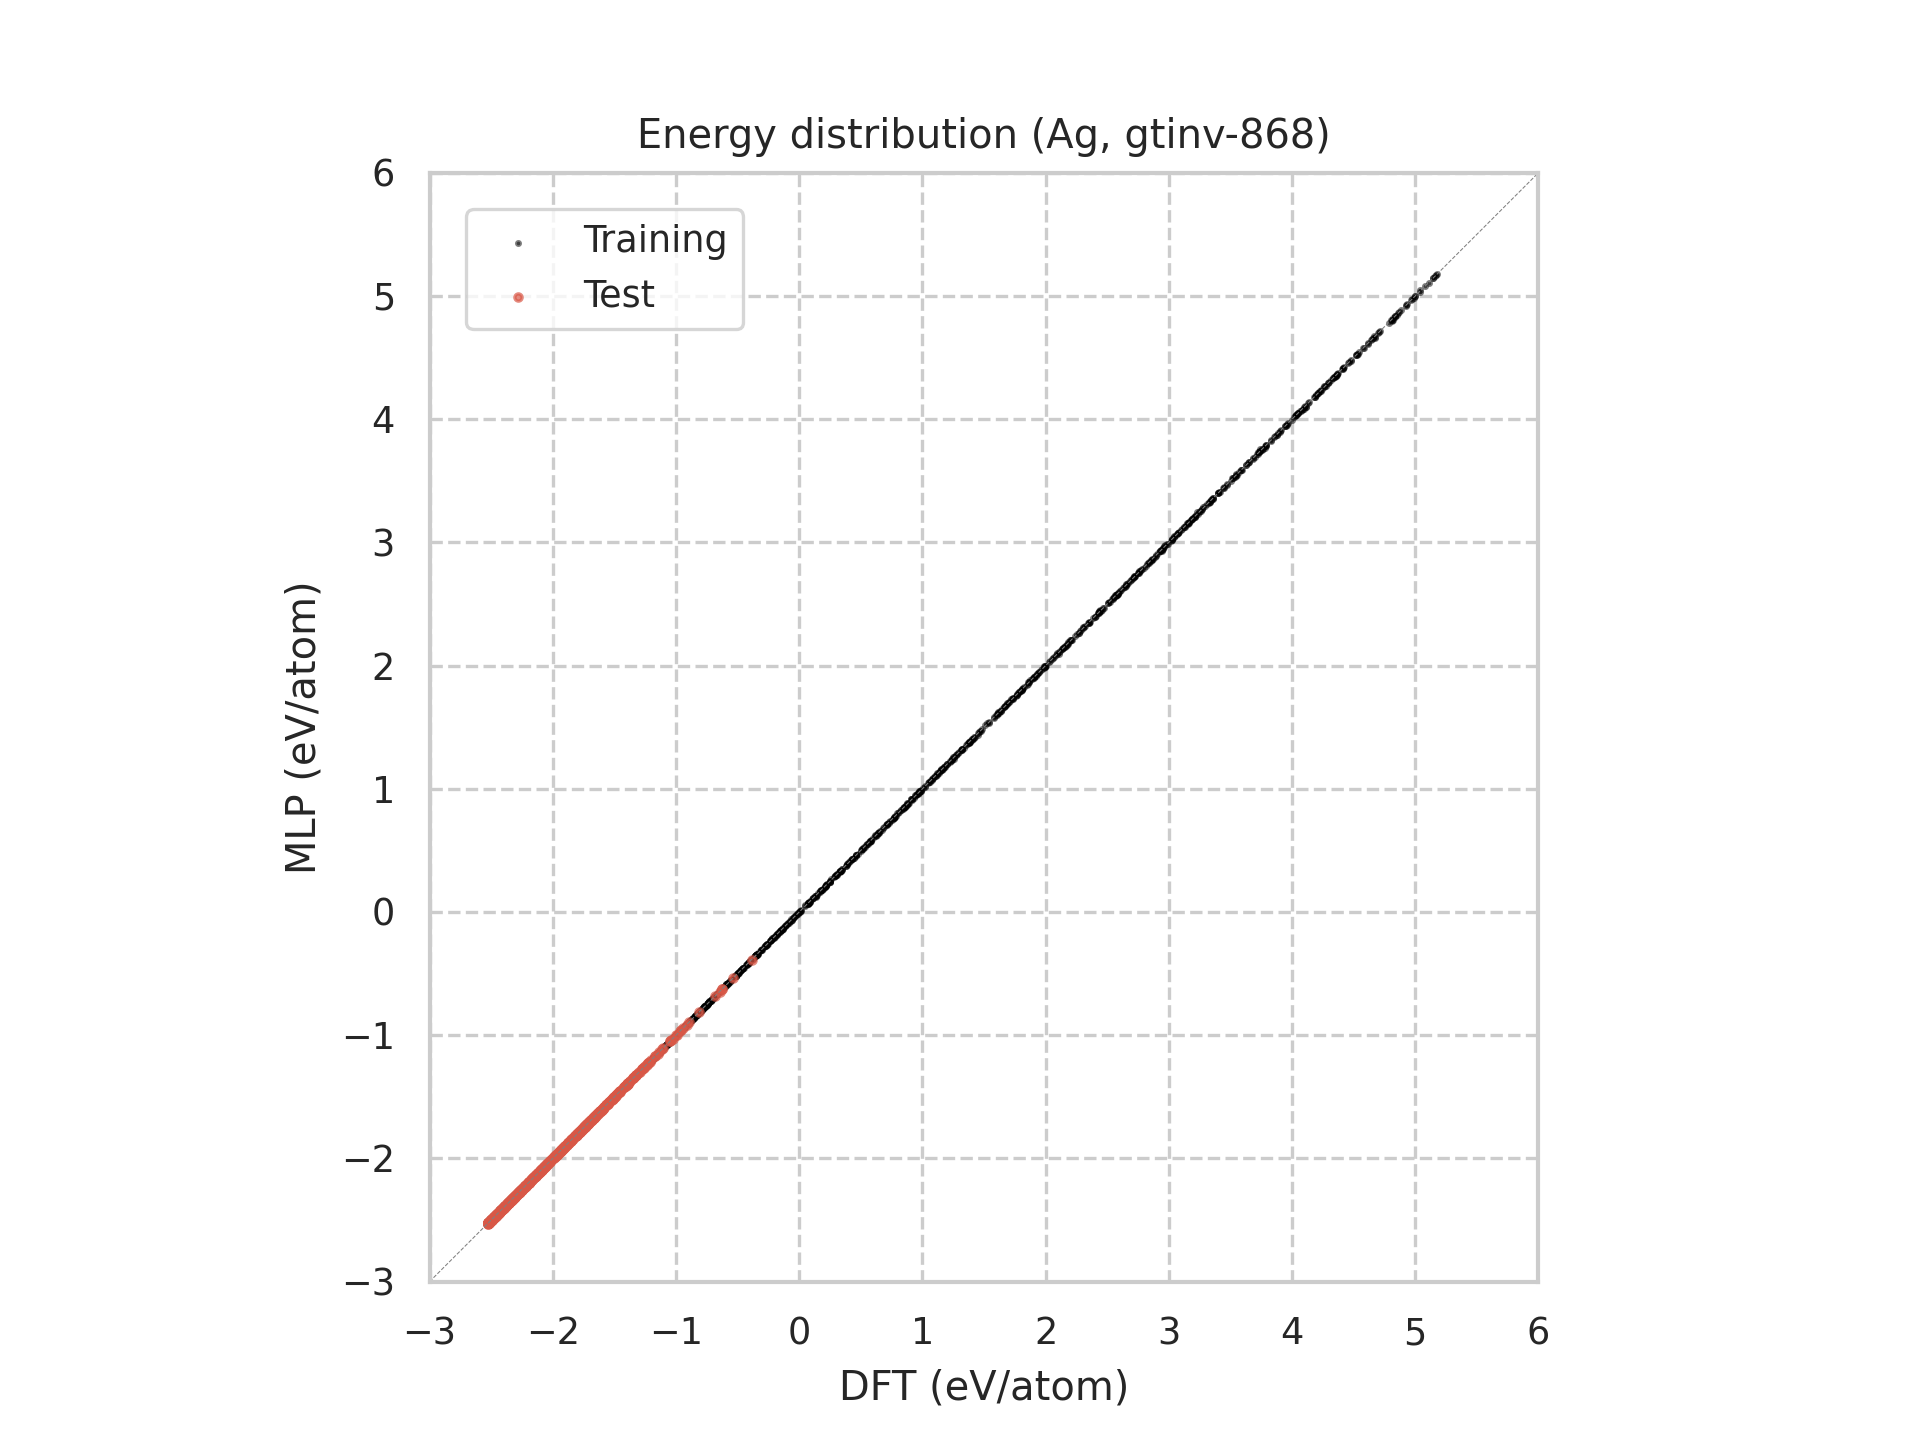 Energy distribution (Ag, gtinv-868)
6
5
4
3
2
1
0
−1
−2
−3
MLP (eV/atom)
Training
Test
−3 −2 −1 0 1 2 3 4 5 6
DFT (eV/atom)